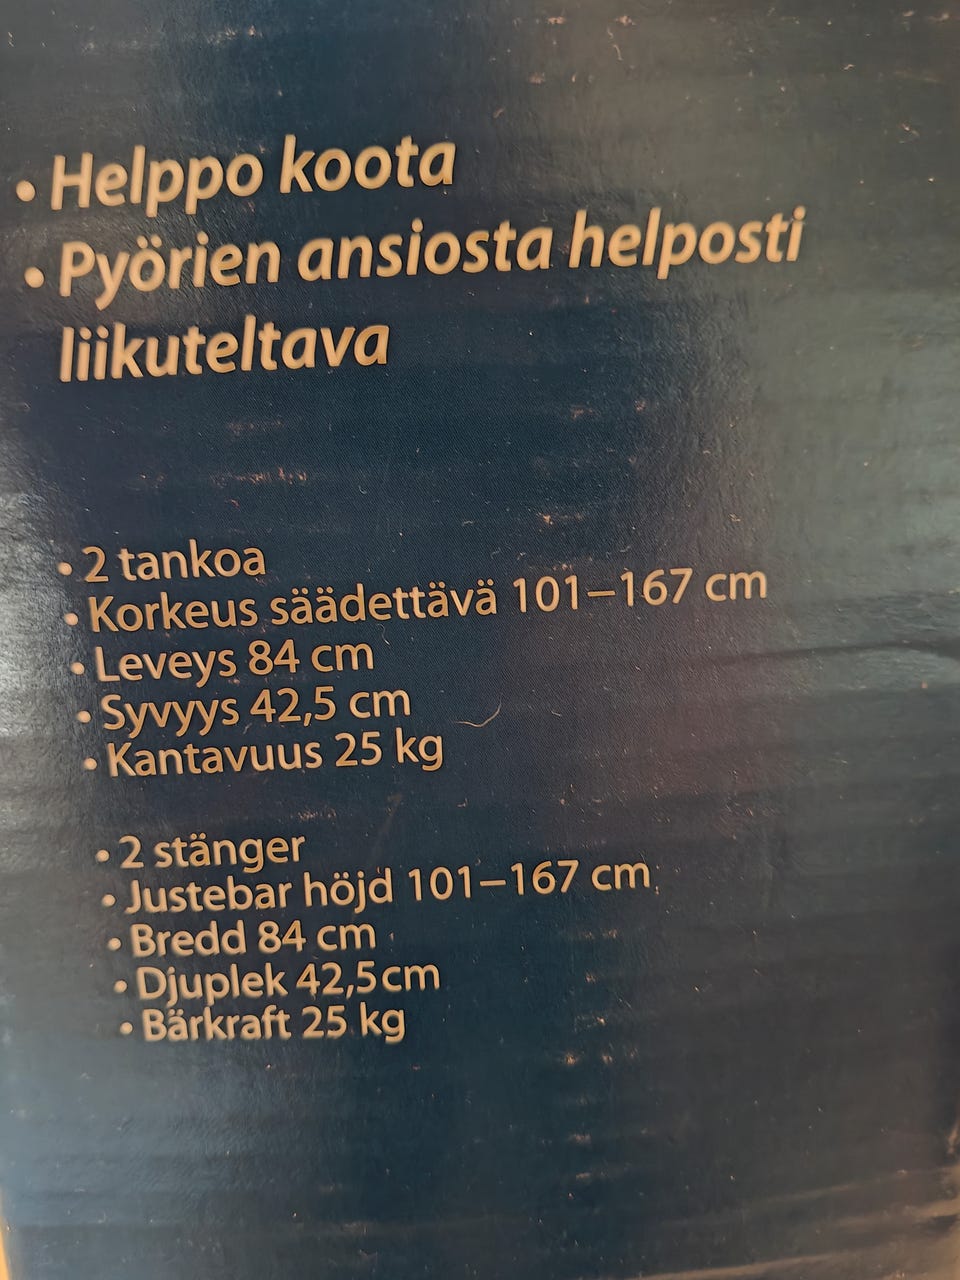 • Helppo koota
• Pyörien ansiosta helposti
liikuteltava
• 2 tankoa
• Korkeus säädettävä 101–167 cm
• Leveys 84 cm
• Syvyys 42,5 cm
• Kantavuus 25 kg
• 2 stänger
• Justebar höjd 101–167 cm
• Bredd 84 cm
• Djuplek 42,5 cm
• Bärkraft 25 kg